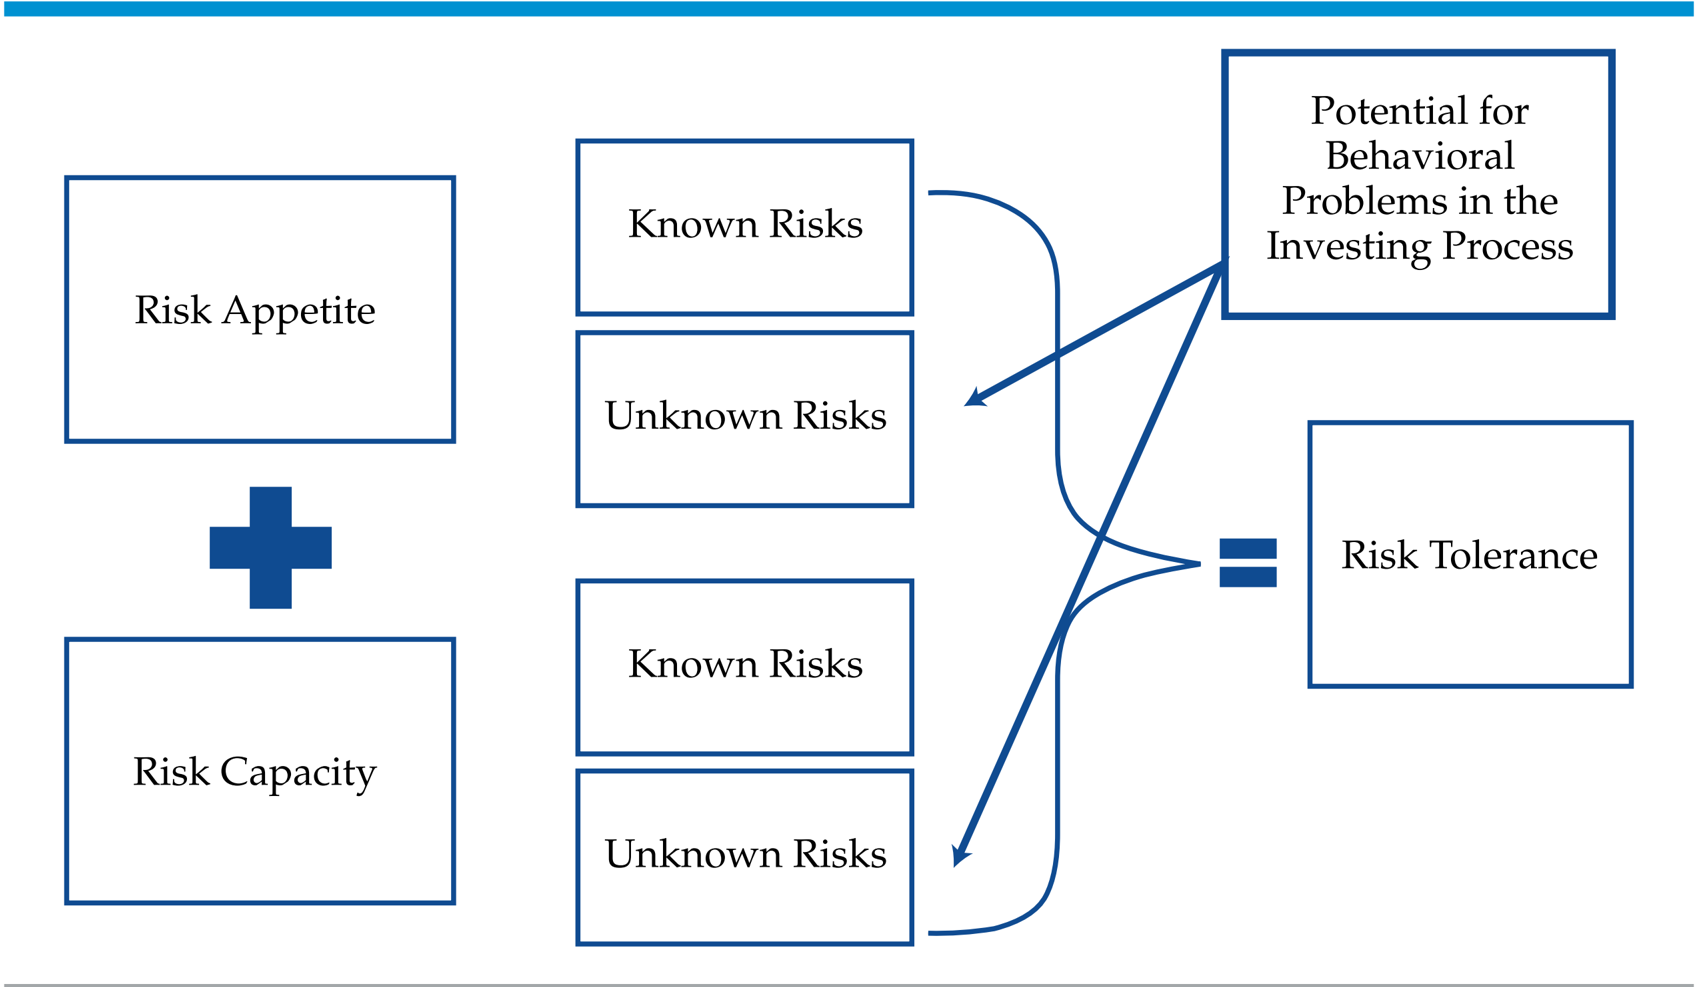 Risk Appetite
Risk Capacity
Known Risks
Unknown Risks
Known Risks
Unknown Risks
Potential for
Behavioral
Problems in the
Investing Process
Risk Tolerance